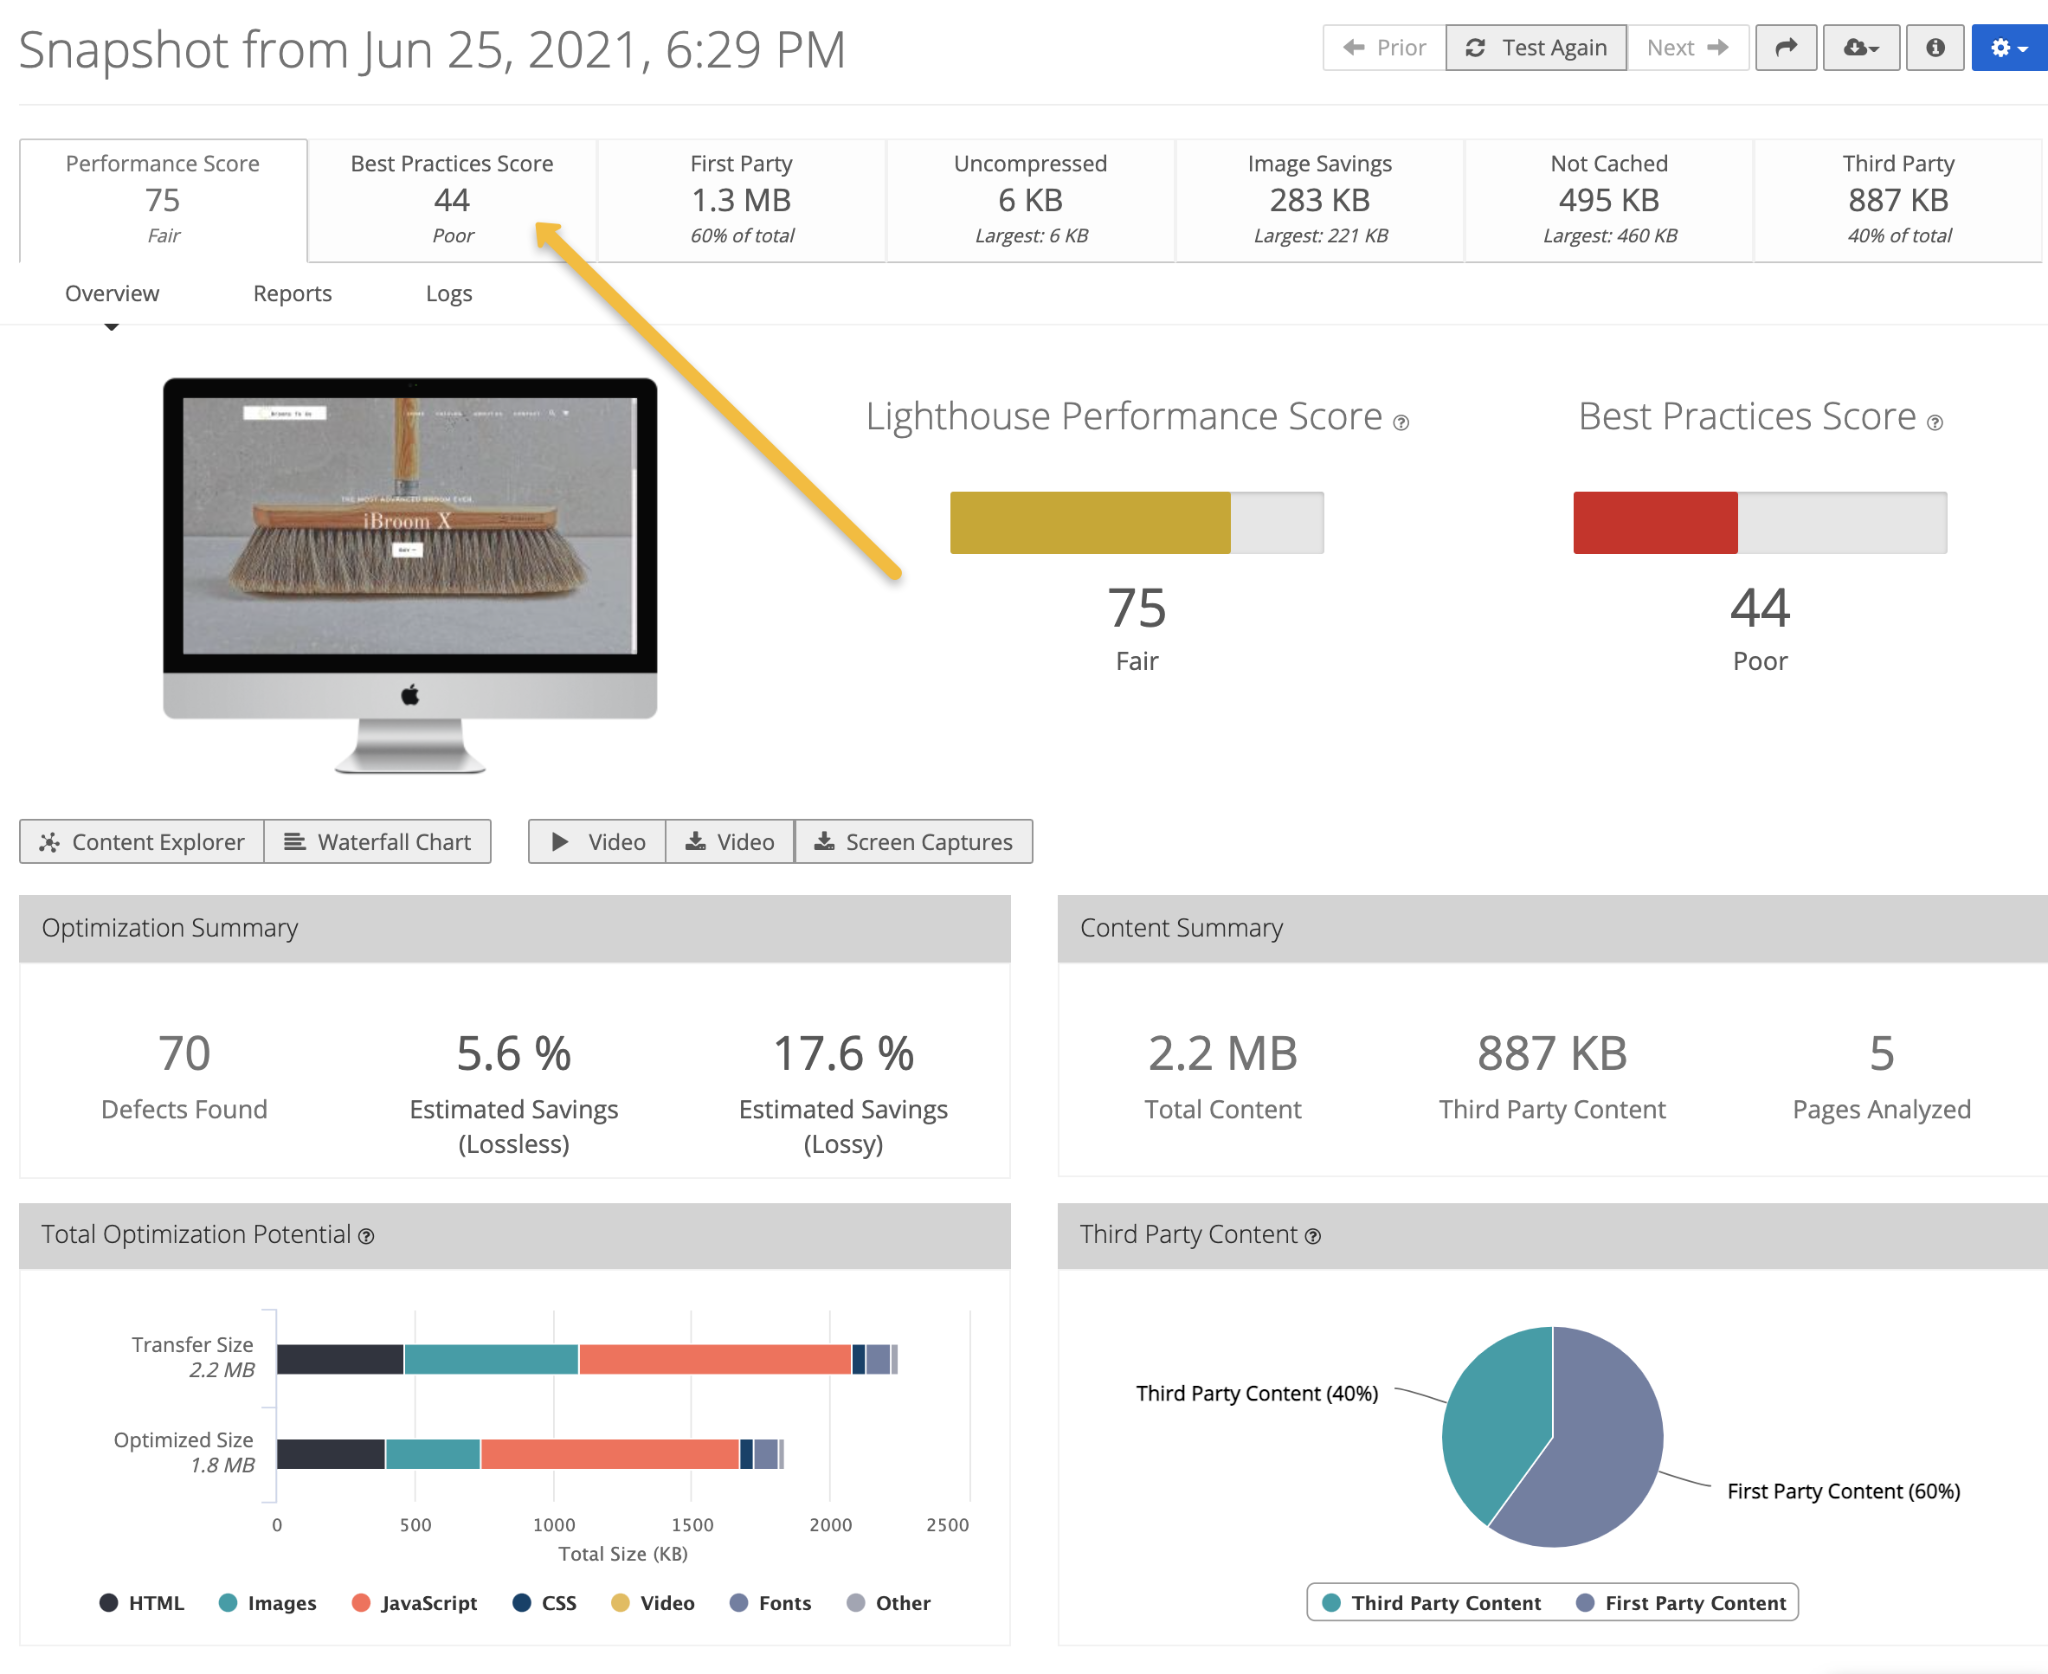 Snapshot from Jun 25, 2021, 6:29 PM
Prior
Test Again
Next
Performance Score
75
Fair
Best Practices Score
44
Poor
First Party
1.3 MB
60% of total
Uncompressed
6 KB
Largest: 6 KB
Image Savings
283 KB
Largest: 221 KB
Not Cached
495 KB
Largest: 460 KB
Third Party
887 KB
40% of total
Overview
Reports
Logs
THE MOST ADVANCED BROOM EVER.
iBroom X
Lighthouse Performance Score
75
Fair
Best Practices Score
44
Poor
Content Explorer
Waterfall Chart
Video
Video
Screen Captures
Optimization Summary
70
Defects Found
5.6 %
Estimated Savings
(Lossless)
17.6 %
Estimated Savings
(Lossy)
Content Summary
2.2 MB
Total Content
887 KB
Third Party Content
5
Pages Analyzed
Total Optimization Potential
Transfer Size
2.2 MB
Optimized Size
1.8 MB
0
500
1000
1500
2000
2500
Total Size (KB)
HTML
Images
JavaScript
CSS
Video
Fonts
Other
Third Party Content
Third Party Content (40%)
First Party Content (60%)
Third Party Content
First Party Content